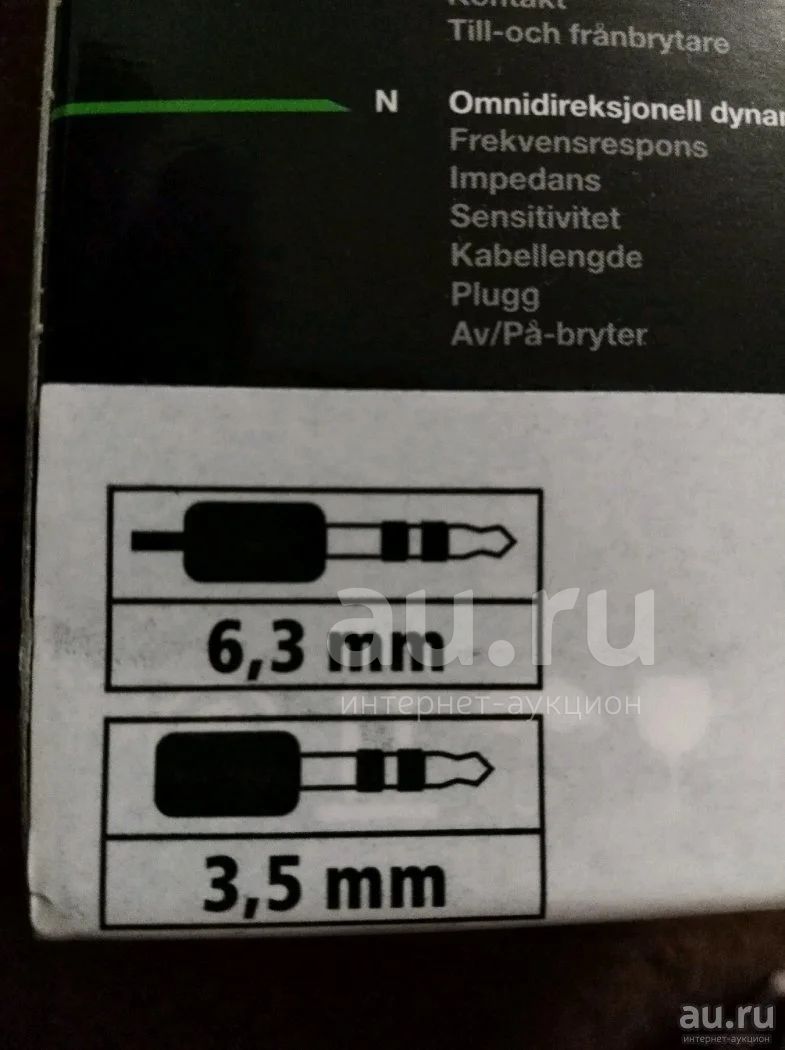 Kontakt
Till-och frånbrytare
N
Omnidireksjonell
Frekvensrespons
Impedans
Sensitivitet
Kabellengde
Plugg
Av/På-bryter
6,3 mm
au.ru
интернет-аукцион
3,5 mm
au.ru
интернет-аукцион